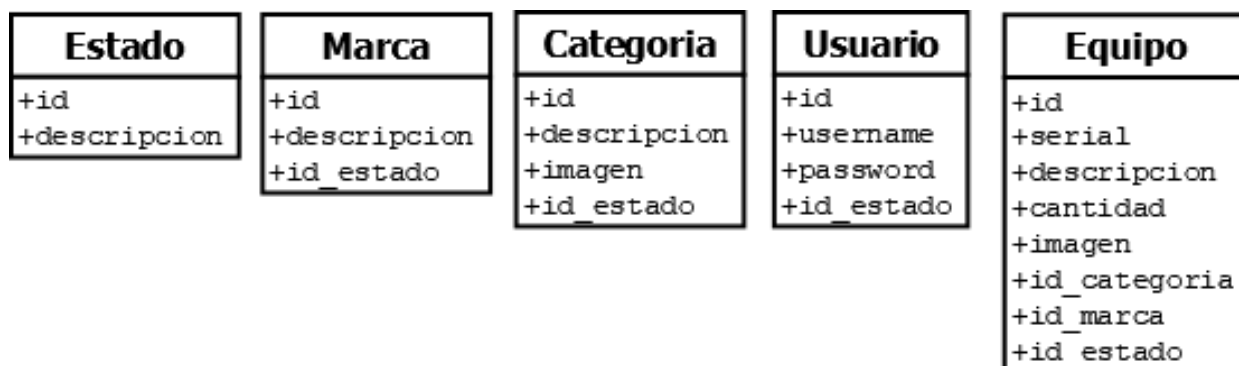 Estado
+id
+descripcion
Marca
+id
+descripcion
+id_estado
Categoria
+id
+descripcion
+imagen
+id_estado
Usuario
+id
+username
+password
+id_estado
Equipo
+id
+serial
+descripcion
+cantidad
+imagen
+id_categoria
+id_marca
+id_estado